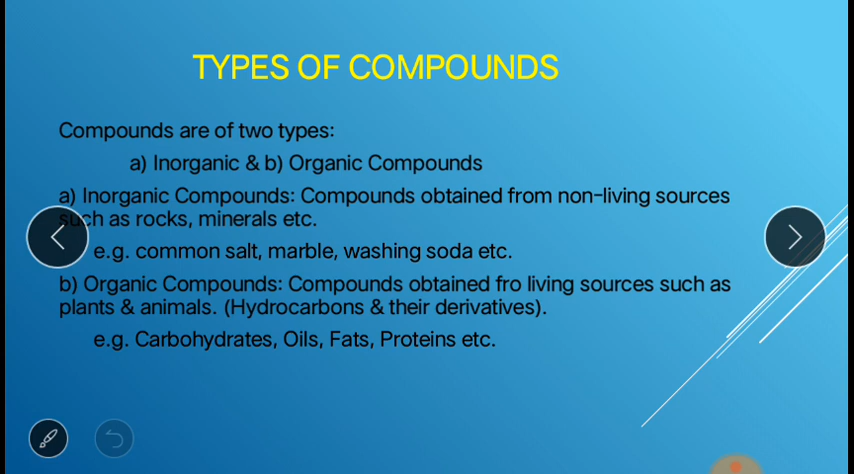 TYPES OF COMPOUNDS
Compounds are of two types:
a) Inorganic & b) Organic Compounds
a) Inorganic Compounds: Compounds obtained from non-living sources
such as rocks, minerals etc.
e.g. common salt, marble, washing soda etc.
b) Organic Compounds: Compounds obtained fro living sources such as
plants & animals. (Hydrocarbons & their derivatives).
e.g. Carbohydrates, Oils, Fats, Proteins etc.